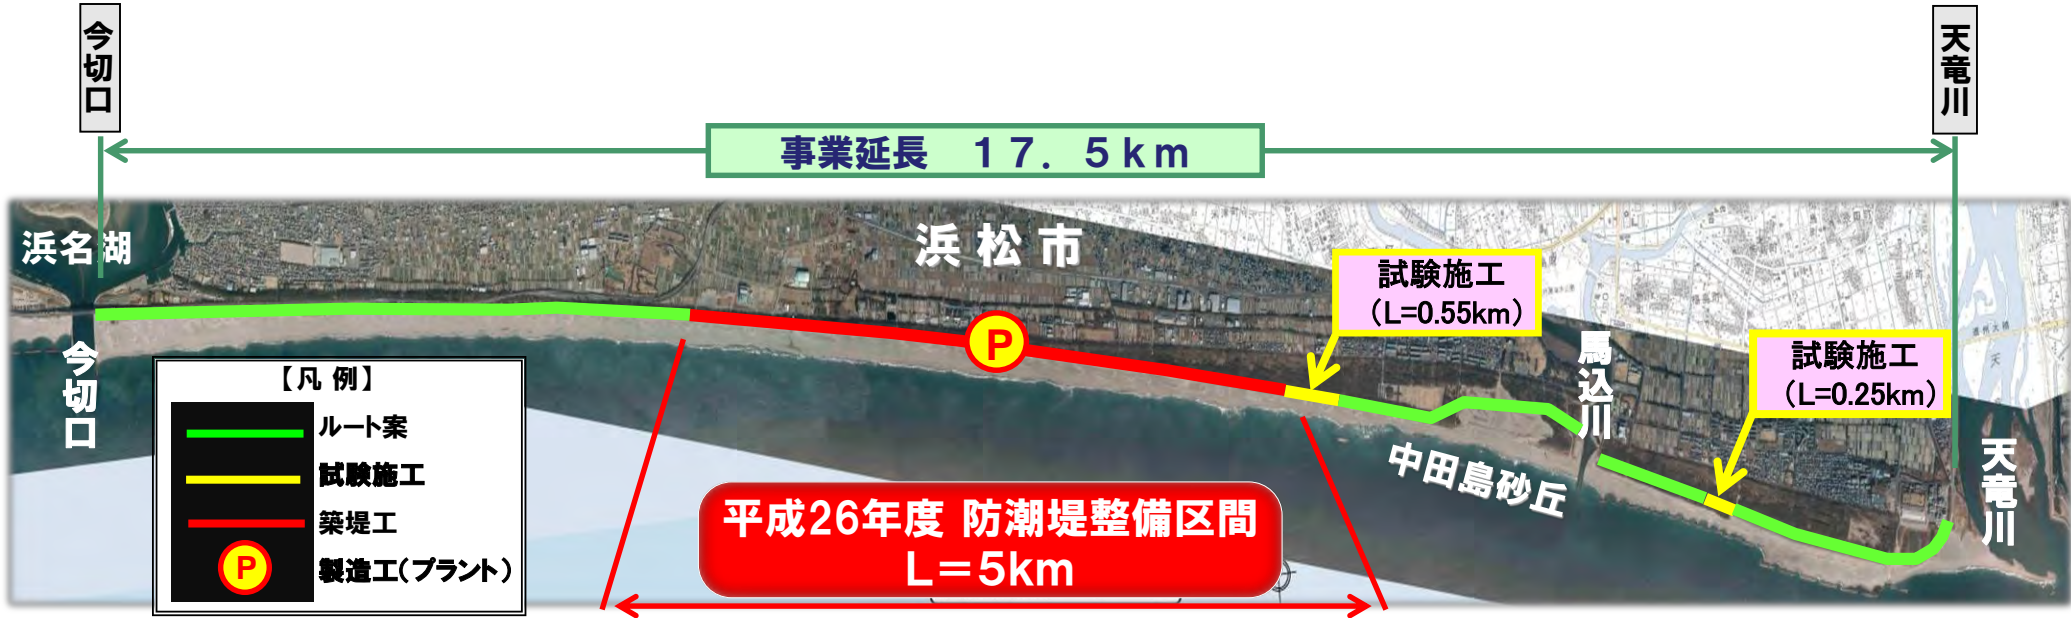 今切口
天竜川
事業延長　１７．５ｋｍ
浜名湖
浜松市
試験施工
（L=0.55km）
試験施工
（L=0.25km）
P
今切口
馬込川
中田島砂丘
天竜川
【凡 例】
ルート案
試験施工
築堤工
P
製造工（プラント）
平成26年度 防潮堤整備区間
L＝5km